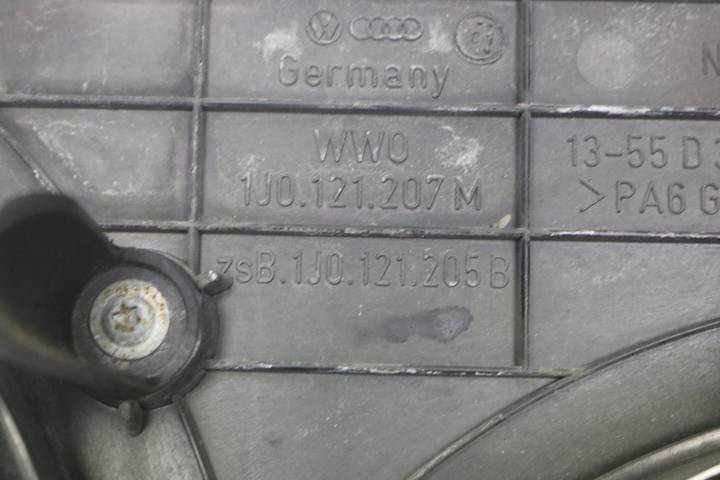 Germany
WWO
1J0.121.207 M
zsB.1J0.121.205 B
13-55 D
>PA6 G